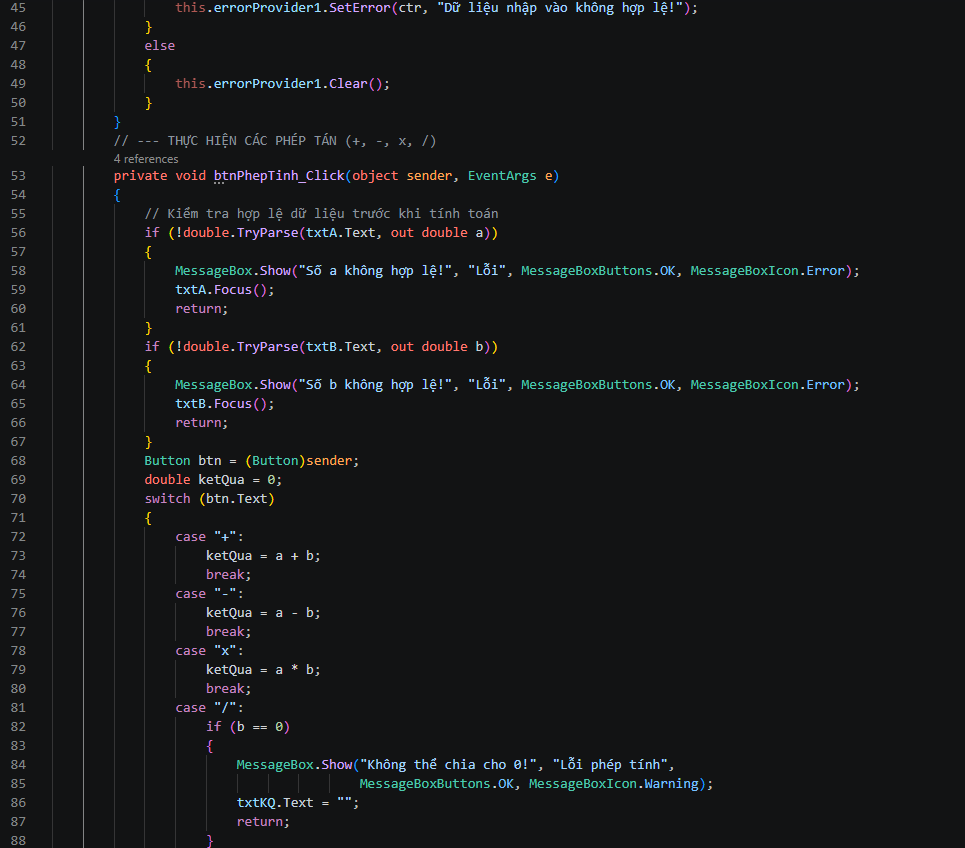 45 this.errorProvider1.SetError(ctr, "Dữ liệu nhập vào không hợp lệ!");
46 }
47 else
48 {
49 this.errorProvider1.Clear();
50 }
51 }
52 // --- THỰC HIỆN CÁC PHÉP TÁN (+, -, x, /)
4 references
53 private void btnPhepTinh_Click(object sender, EventArgs e)
54 {
55 // Kiểm tra hợp lệ dữ liệu trước khi tính toán
56 if (!double.TryParse(txtA.Text, out double a))
57 {
58 MessageBox.Show("Số a không hợp lệ!", "Lỗi", MessageBoxButtons.OK, MessageBoxIcon.Error);
59 txtA.Focus();
60 return;
61 }
62 if (!double.TryParse(txtB.Text, out double b))
63 {
64 MessageBox.Show("Số b không hợp lệ!", "Lỗi", MessageBoxButtons.OK, MessageBoxIcon.Error);
65 txtB.Focus();
66 return;
67 }
68 Button btn = (Button)sender;
69 double ketQua = 0;
70 switch (btn.Text)
71 {
72 case "+":
73 ketQua = a + b;
74 break;
75 case "-":
76 ketQua = a - b;
77 break;
78 case "x":
79 ketQua = a * b;
80 break;
81 case "/":
82 if (b == 0)
83 {
84 MessageBox.Show("Không thể chia cho 0!", "Lỗi phép tính",
85 MessageBoxButtons.OK, MessageBoxIcon.Warning);
86 txtKQ.Text = "";
87 return;
88 }